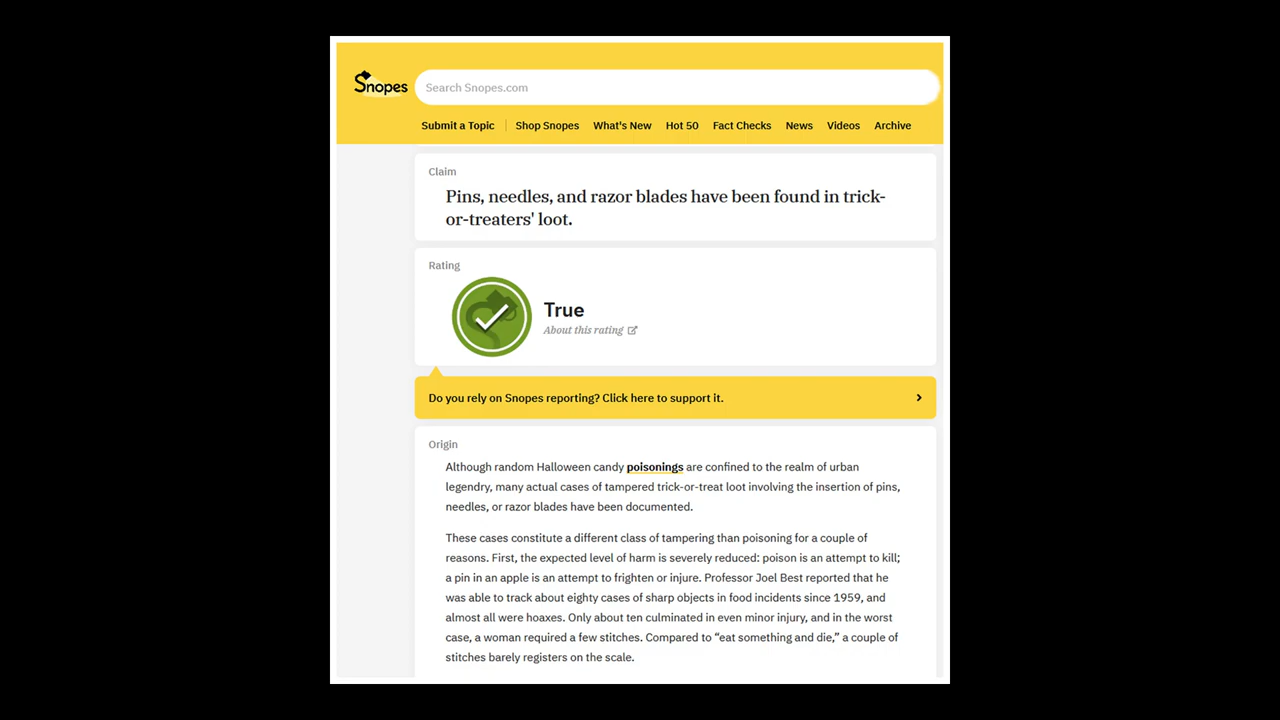 Snopes
Search Snopes.com
Submit a Topic | Shop Snopes What's New Hot 50 Fact Checks News Videos Archive
Claim
Pins, needles, and razor blades have been found in trick-
or-treaters' loot.
Rating
True
About this rating
Do you rely on Snopes reporting? Click here to support it.
Origin
Although random Halloween candy poisonings are confined to the realm of urban
legendry, many actual cases of tampered trick-or-treat loot involving the insertion of pins,
needles, or razor blades have been documented.
These cases constitute a different class of tampering than poisoning for a couple of
reasons. First, the expected level of harm is severely reduced: poison is an attempt to kill;
a pin in an apple is an attempt to frighten or injure. Professor Joel Best reported that he
was able to track about eighty cases of sharp objects in food incidents since 1959, and
almost all were hoaxes. Only about ten culminated in even minor injury, and in the worst
case, a woman required a few stitches. Compared to “eat something and die,” a couple of
stitches barely registers on the scale.